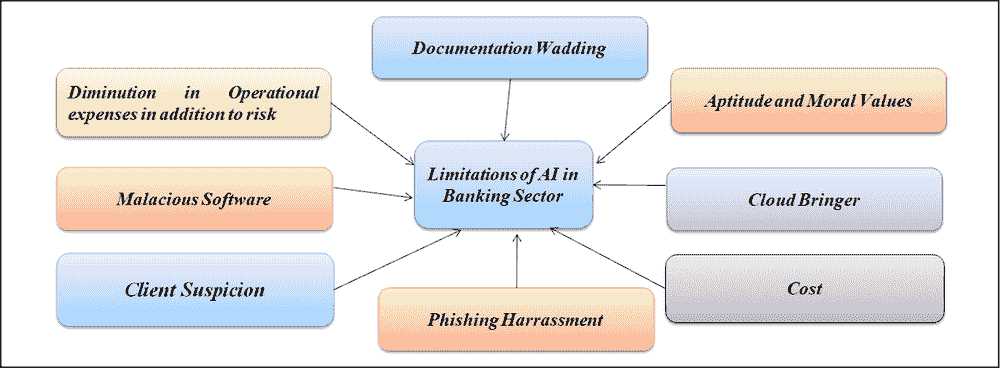 Documentation Wadding
Diminution in Operational
expenses in addition to risk
Aptitude and Moral Values
Limitations of AI in
Banking Sector
Malacious Software
Cloud Bringer
Client Suspicion
Cost
Phishing Harrassment